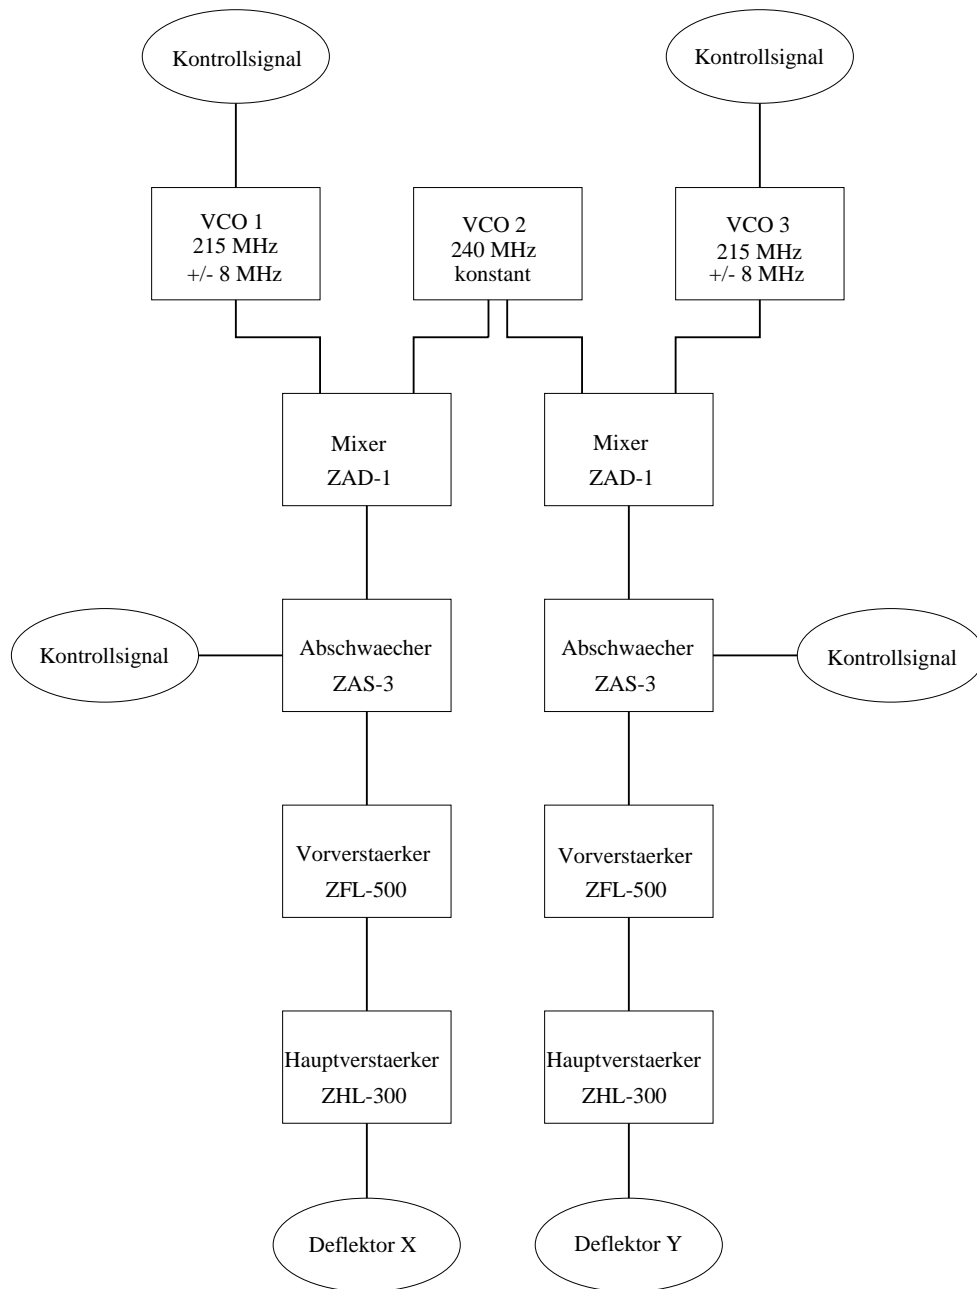 Kontrollsignal
Kontrollsignal
VCO 1
215 MHz
+/- 8 MHz
VCO 2
240 MHz
konstant
VCO 3
215 MHz
+/- 8 MHz
Mixer
ZAD-1
Mixer
ZAD-1
Kontrollsignal
Abschwaecher
ZAS-3
Abschwaecher
ZAS-3
Kontrollsignal
Vorverstaerker
ZFL-500
Vorverstaerker
ZFL-500
Hauptverstaerker
ZHL-300
Hauptverstaerker
ZHL-300
Deflektor X
Deflektor Y